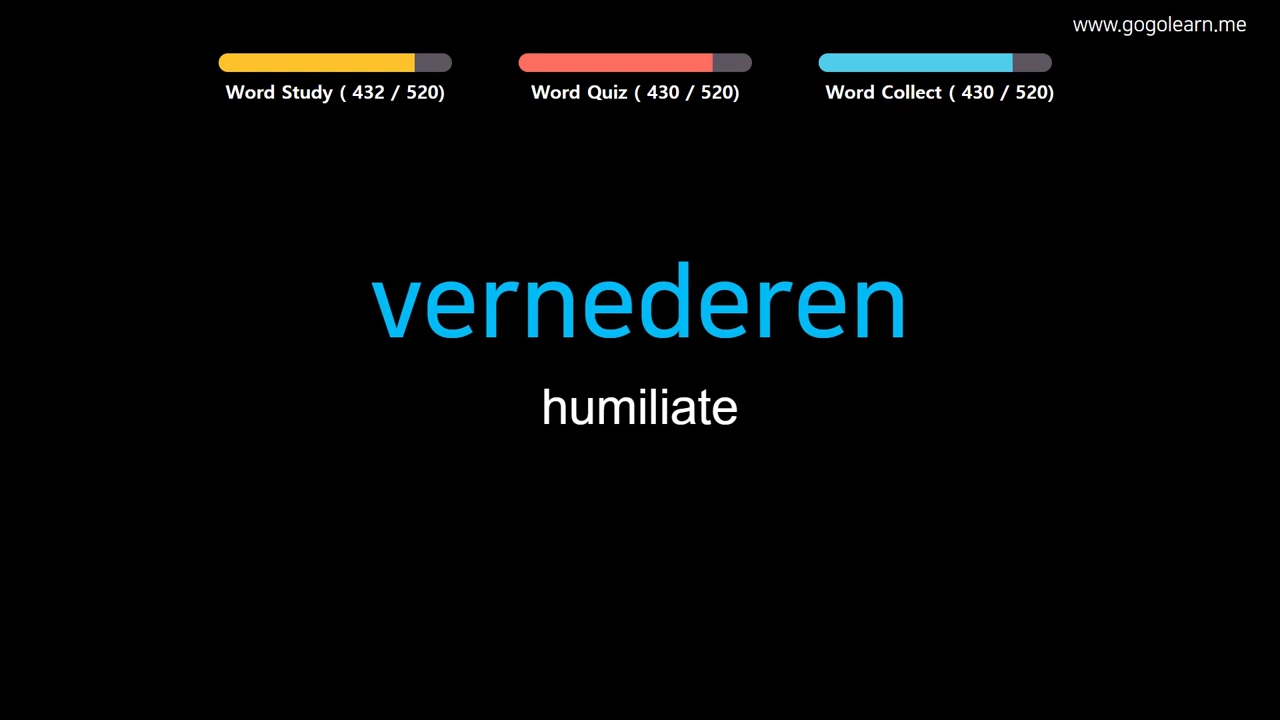 www.gogolearn.me
Word Study ( 432 / 520)
Word Quiz ( 430 / 520)
Word Collect ( 430 / 520)
vernederen
humiliate